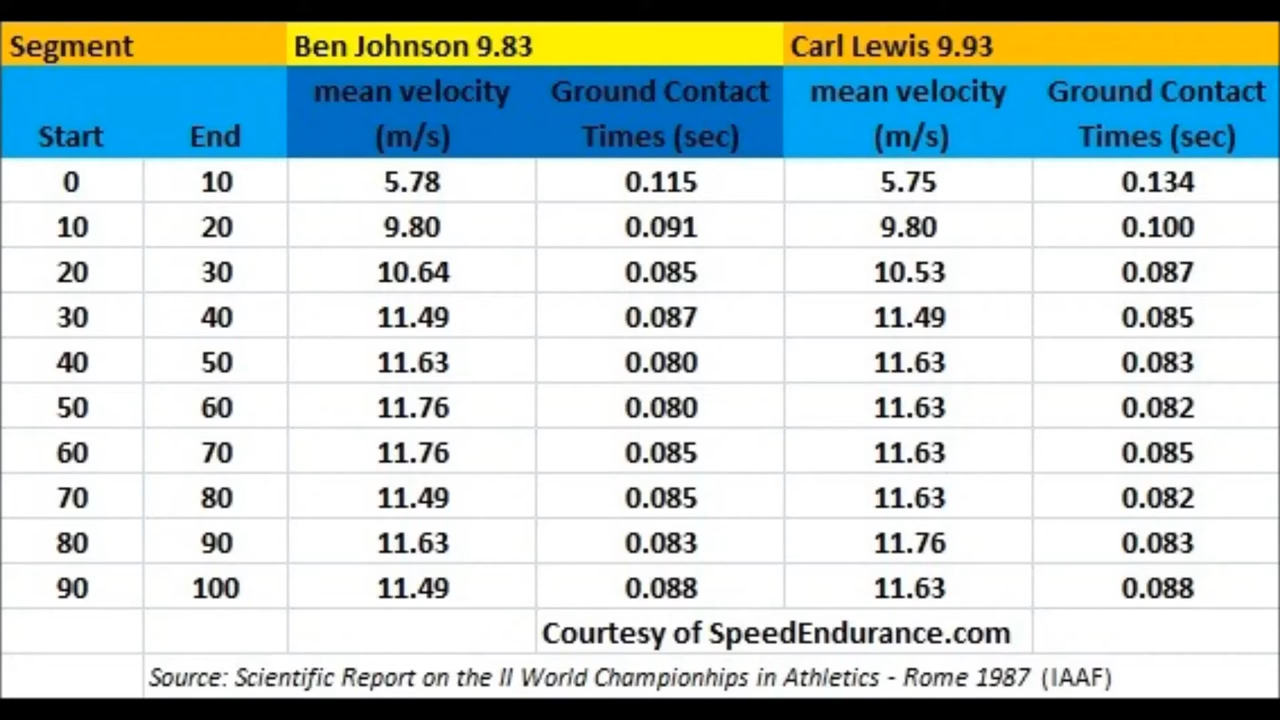 Segment Ben Johnson 9.83 Carl Lewis 9.93
mean velocity Ground Contact mean velocity Ground Contact
Start End (m/s) Times (sec) (m/s) Times (sec)
0 10 5.78 0.115 5.75 0.134
10 20 9.80 0.091 9.80 0.100
20 30 10.64 0.085 10.53 0.087
30 40 11.49 0.087 11.49 0.085
40 50 11.63 0.080 11.63 0.083
50 60 11.76 0.080 11.63 0.082
60 70 11.76 0.085 11.63 0.085
70 80 11.49 0.085 11.63 0.082
80 90 11.63 0.083 11.76 0.083
90 100 11.49 0.088 11.63 0.088
Courtesy of SpeedEndurance.com
Source: Scientific Report on the II World Championhips in Athletics - Rome 1987 (IAAF)